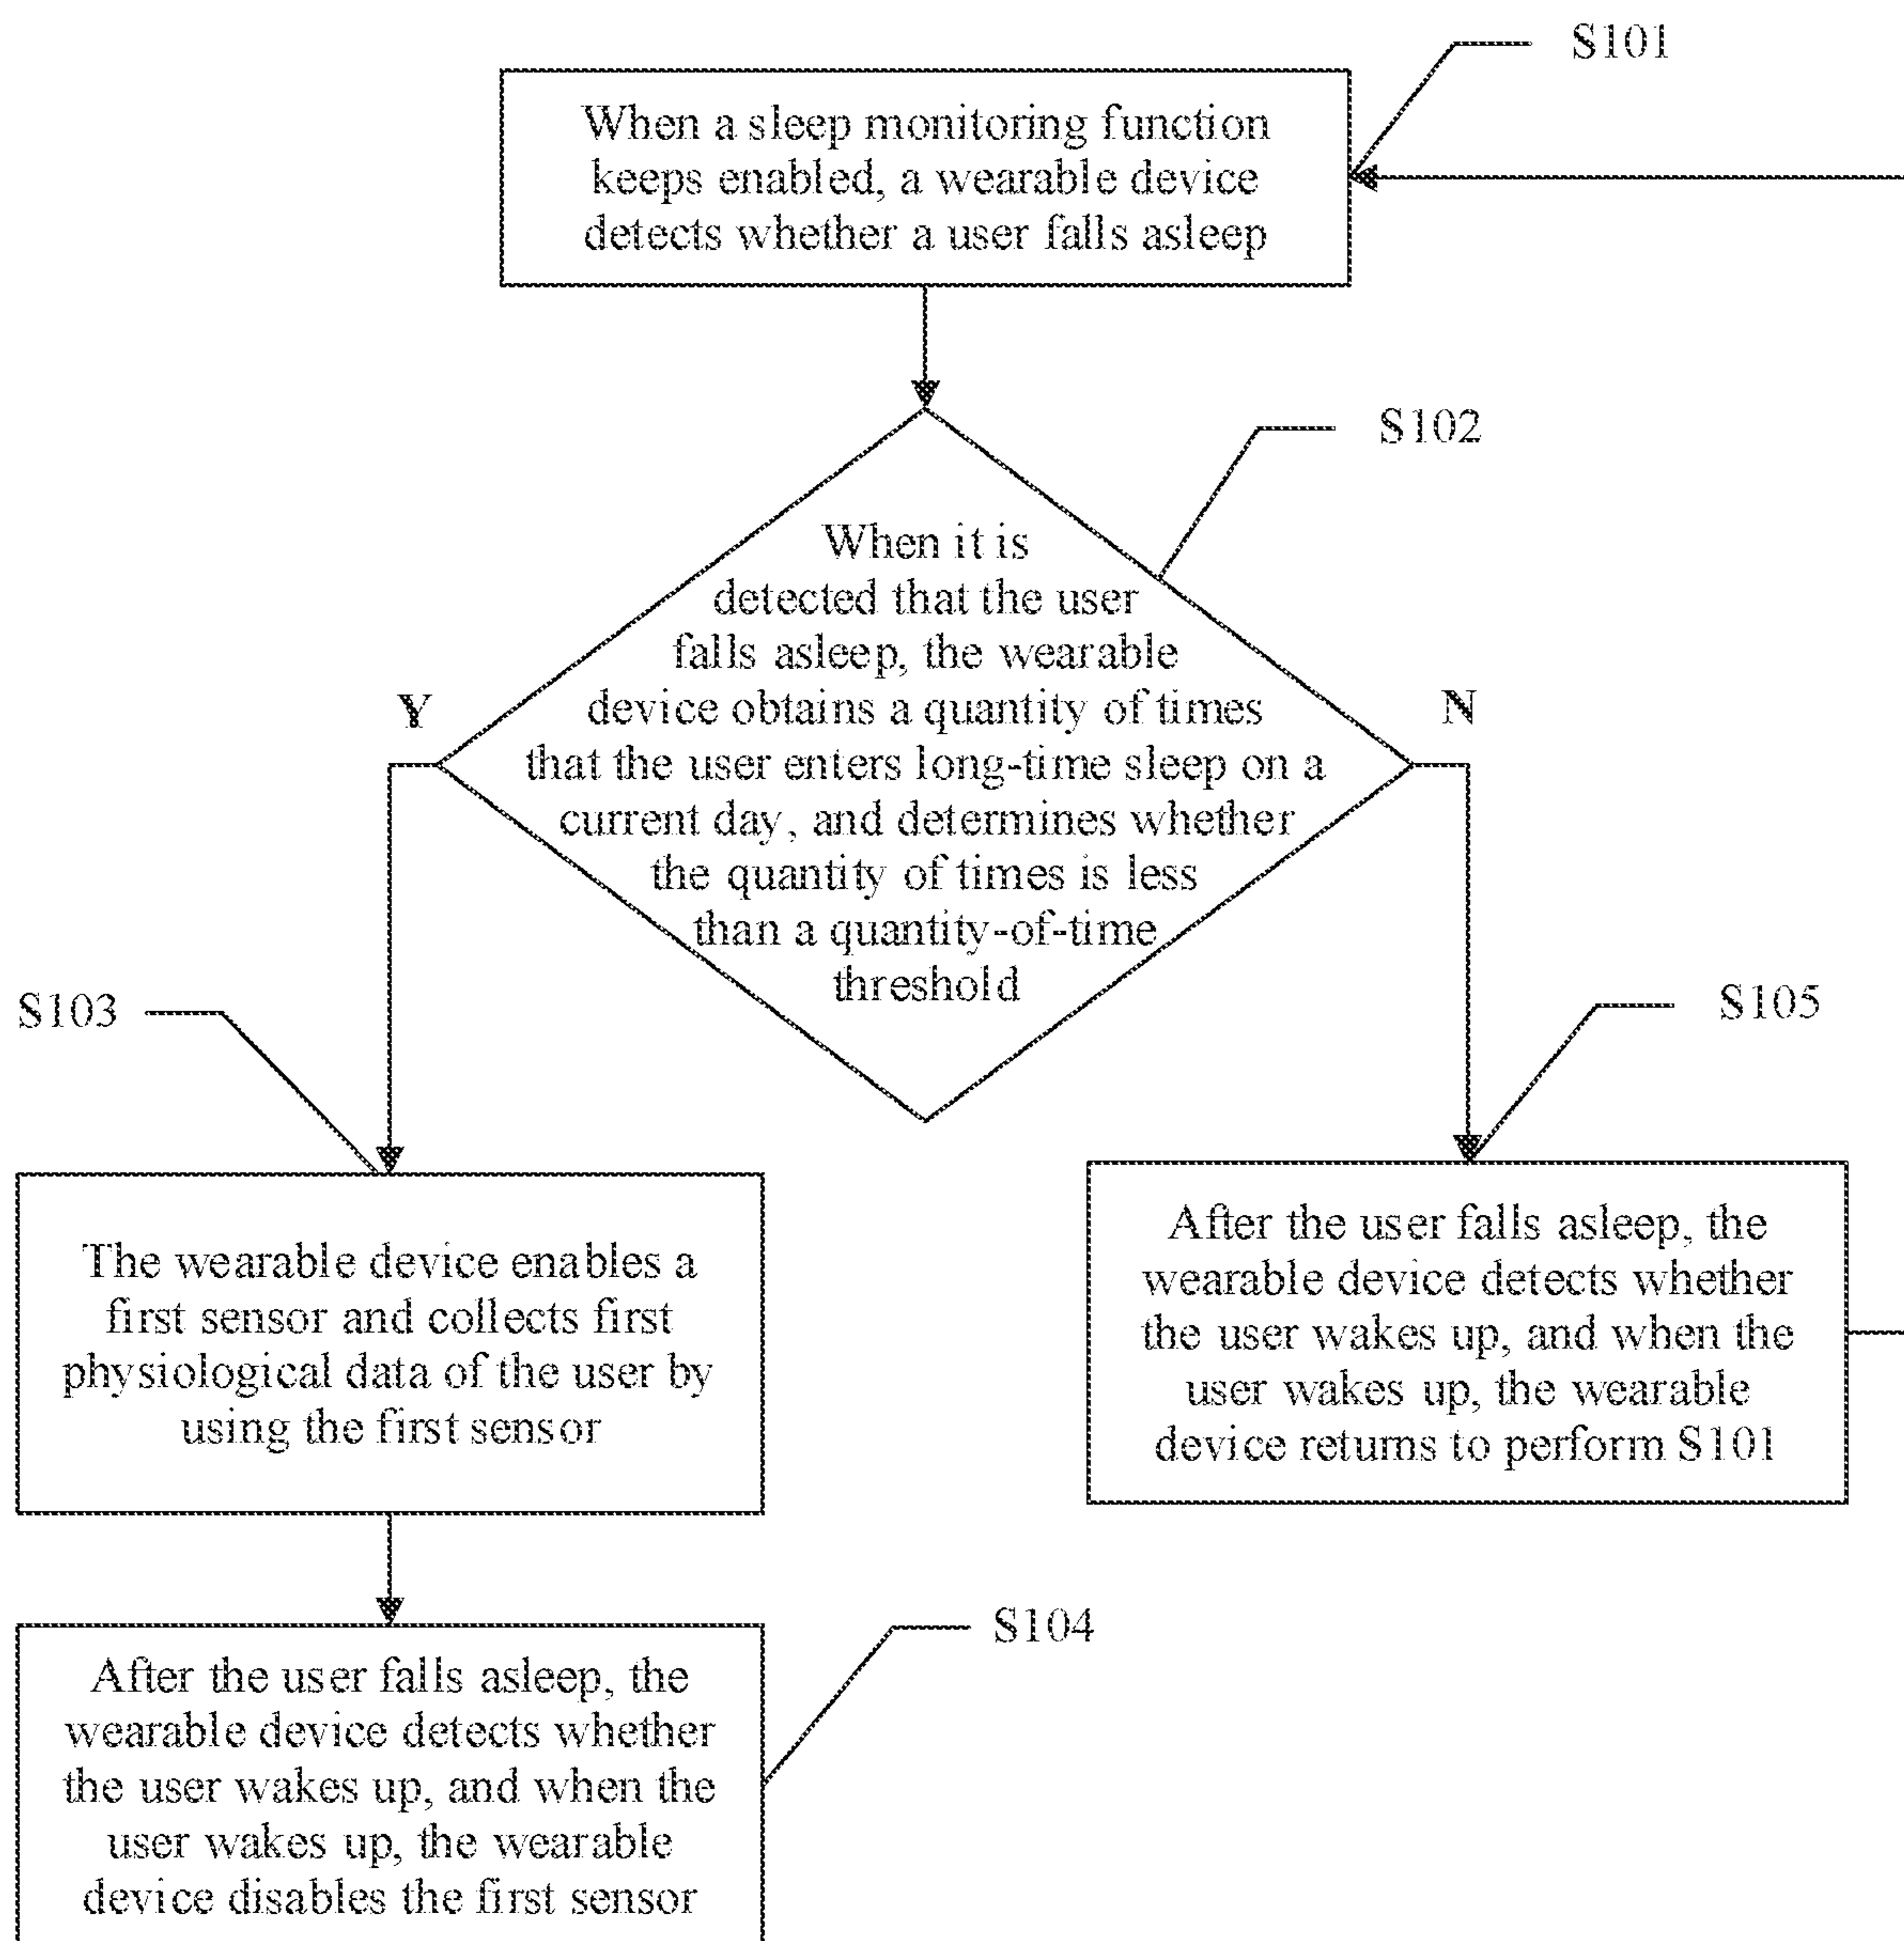 S101
When a sleep monitoring function
keeps enabled, a wearable device
detects whether a user falls asleep
S102
When it is
detected that the user
falls asleep, the wearable
device obtains a quantity of times
that the user enters long-time sleep on a
current day, and determines whether
the quantity of times is less
than a quantity-of-time
threshold
Y
N
S103
S105
The wearable device enables a
first sensor and collects first
physiological data of the user by
using the first sensor
After the user falls asleep, the
wearable device detects whether
the user wakes up, and when the
user wakes up, the wearable
device returns to perform S101
S104
After the user falls asleep, the
wearable device detects whether
the user wakes up, and when the
user wakes up, the wearable
device disables the first sensor